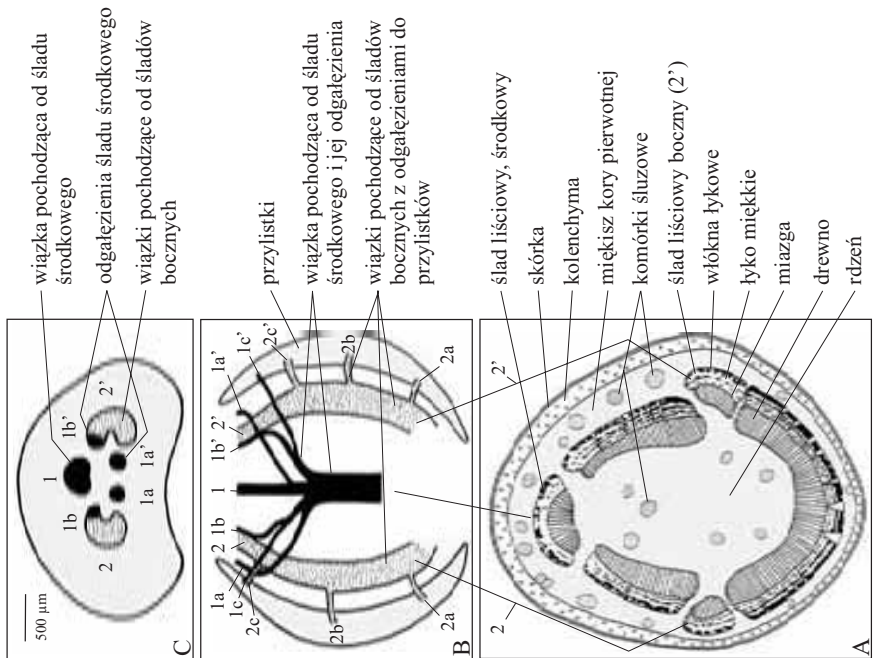 wiązka pochodząca od śladu
środkowego
odgałęzienia śladu środkowego
wiązki pochodzące od śladów
bocznych
500 µm
1
1b
1b'
2
2'
1a
1a'
C
przylistki
wiązka pochodząca od śladu
środkowego i jej odgałęzienia
wiązki pochodzące od śladów
bocznych z odgałęzieniami do
przylistków
1a
1c
2c
2
1b
1
1b'
2'
1a'
1c'
2c'
2b
2b
2a
2a
B
ślad liściowy, środkowy
skórka
kolenchyma
miękisz kory pierwotnej
komórki śluzowe
ślad liściowy boczny (2')
włókna łykowe
łyko miękkie
miazga
drewno
rdzeń
2
2'
A